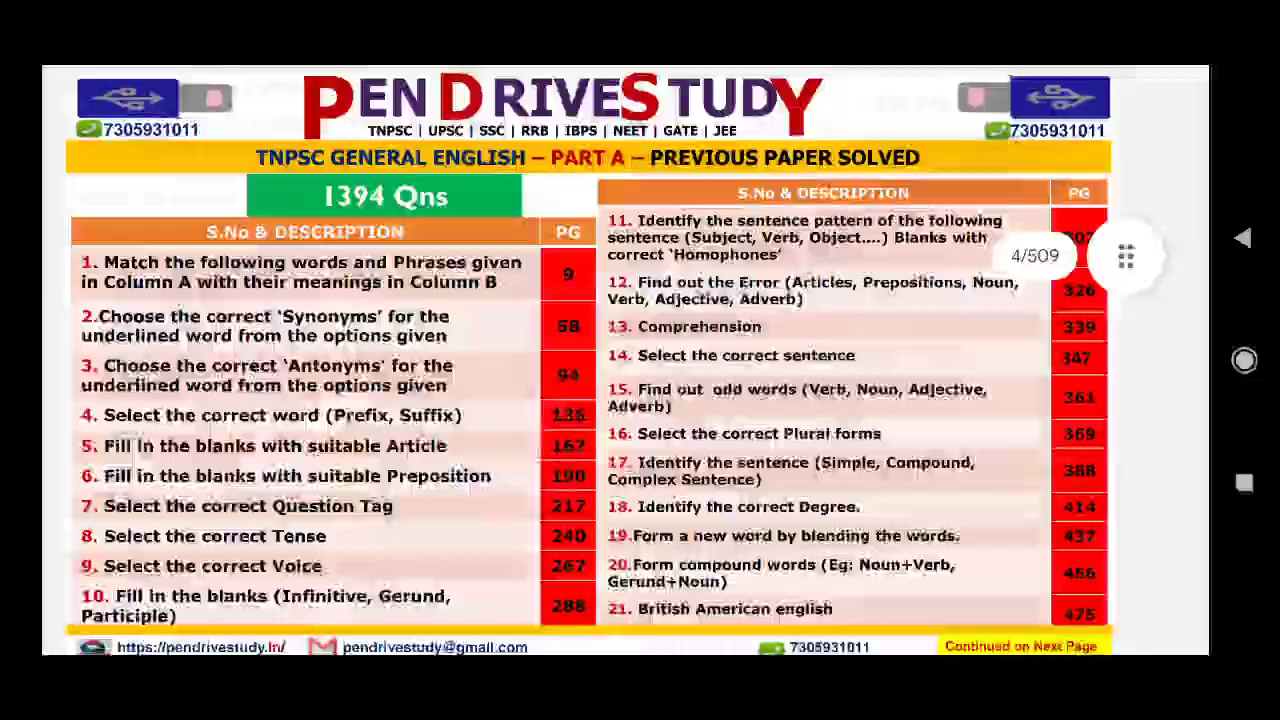 PEN DRIVE STUDY
7305931011
TNPSC | UPSC | SSC | RRB | IBPS | NEET | GATE | JEE
7305931011
TNPSC GENERAL ENGLISH – PART A – PREVIOUS PAPER SOLVED
1394 Qns
S.No & DESCRIPTION PG
1. Match the following words and Phrases given
in Column A with their meanings in Column B
9
2.Choose the correct ‘Synonyms’ for the
underlined word from the options given
58
3. Choose the correct ‘Antonyms’ for the
underlined word from the options given
94
4. Select the correct word (Prefix, Suffix) 136
5. Fill in the blanks with suitable Article 167
6. Fill in the blanks with suitable Preposition 190
7. Select the correct Question Tag 217
8. Select the correct Tense 240
9. Select the correct Voice 267
10. Fill in the blanks (Infinitive, Gerund,
Participle)
288
S.No & DESCRIPTION PG
11. Identify the sentence pattern of the following
sentence (Subject, Verb, Object....) Blanks with
correct ‘Homophones’
4/509
12. Find out the Error (Articles, Prepositions, Noun,
Verb, Adjective, Adverb)
326
13. Comprehension 339
14. Select the correct sentence 347
15. Find out odd words (Verb, Noun, Adjective,
Adverb)
361
16. Select the correct Plural forms 369
17. Identify the sentence (Simple, Compound,
Complex Sentence)
388
18. Identify the correct Degree. 414
19.Form a new word by blending the words. 437
20.Form compound words (Eg: Noun+Verb,
Gerund+Noun)
456
21. British American english 475
https://pendrivestudy.in/ pendrivestudy@gmail.com 7305931011 Continued on Next Page